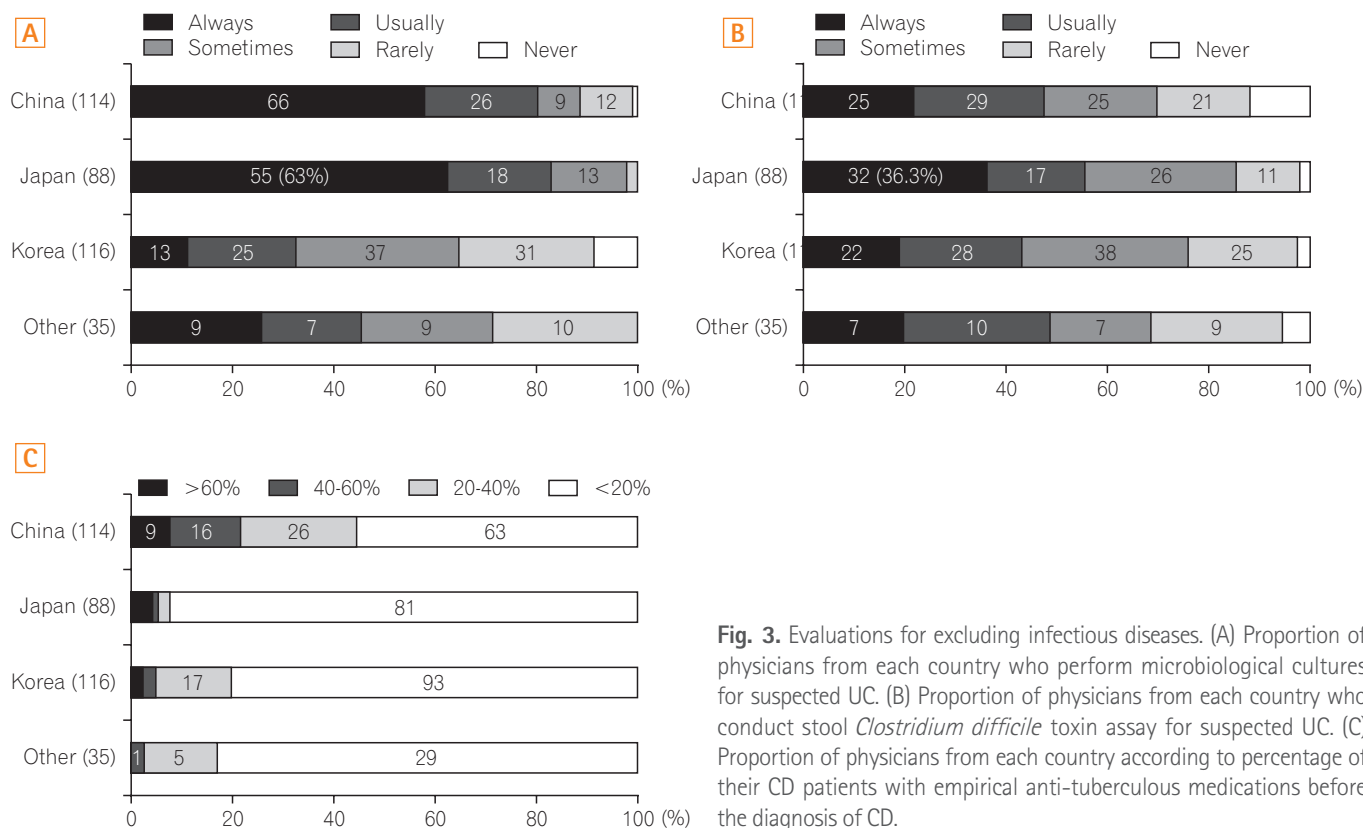 A
Always Usually
Sometimes Rarely Never
China (114) 66 26 9 12
Japan (88) 55 (63%) 18 13
Korea (116) 13 25 37 31
Other (35) 9 7 9 10
0 20 40 60 80 100 (%)
B
Always Usually
Sometimes Rarely Never
China (1 25 29 25 21
Japan (88) 32 (36.3%) 17 26 11
Korea (1 22 28 38 25
Other (35) 7 10 7 9
0 20 40 60 80 100 (%)
C
>60% 40-60% 20-40% <20%
China (114) 9 16 26 63
Japan (88) 81
Korea (116) 17 93
Other (35) 1 5 29
0 20 40 60 80 100 (%)
Fig. 3. Evaluations for excluding infectious diseases. (A) Proportion of
physicians from each country who perform microbiological cultures
for suspected UC. (B) Proportion of physicians from each country who
conduct stool Clostridium difficile toxin assay for suspected UC. (C)
Proportion of physicians from each country according to percentage of
their CD patients with empirical anti-tuberculous medications before
the diagnosis of CD.